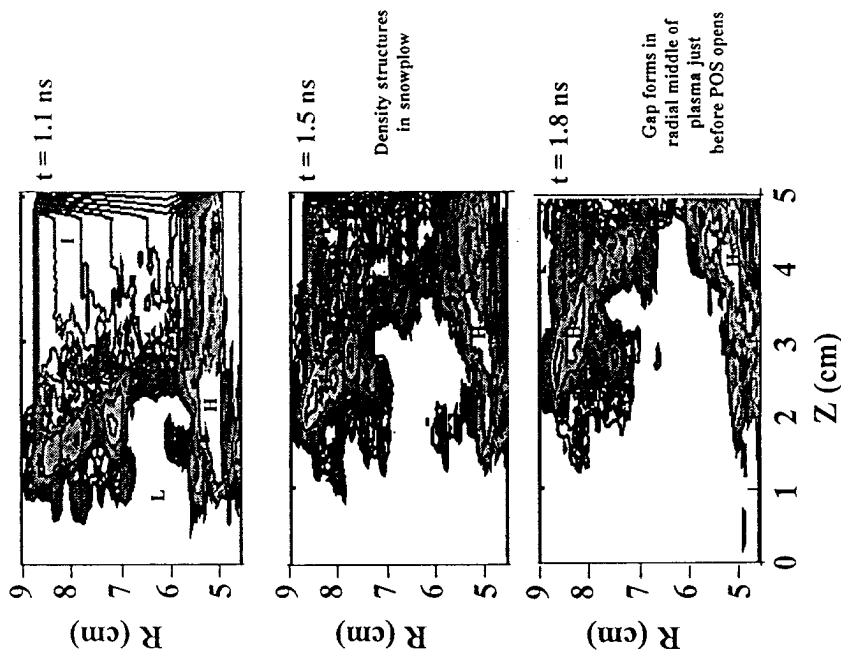 t = 1.1 ns
R (cm)
9
8
7
6
5
L
I
H
t = 1.5 ns
Density structures
in snowplow
R (cm)
9
8
7
6
5
H
t = 1.8 ns
Gap forms in
radial middle of
plasma just
before POS opens
R (cm)
9
8
7
6
5
H
H
0
1
2
3
4
5
Z (cm)